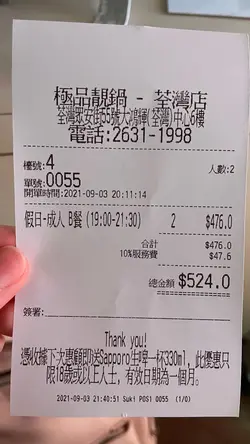 極品靚鍋 - 荃灣店
荃灣眾安街55號大鴻輝(荃灣)中心6樓
電話:2631-1998
檯號:4
人數:2
單號:0055
開單時間:2021-09-03 20:11:14
假日-成人 B餐 (19:00-21:30) 2 $476.0
合計 $476.0
10%服務費 $47.6
總金額 $524.0
簽署:
Thank you!
憑收據下次惠顧即送Sapporo生啤一杯330ml, 此優惠只
限18歲或以上人士, 有效日期為一個月。
2021-09-03 21:40:51 Suki POS1 0055 (1/0)